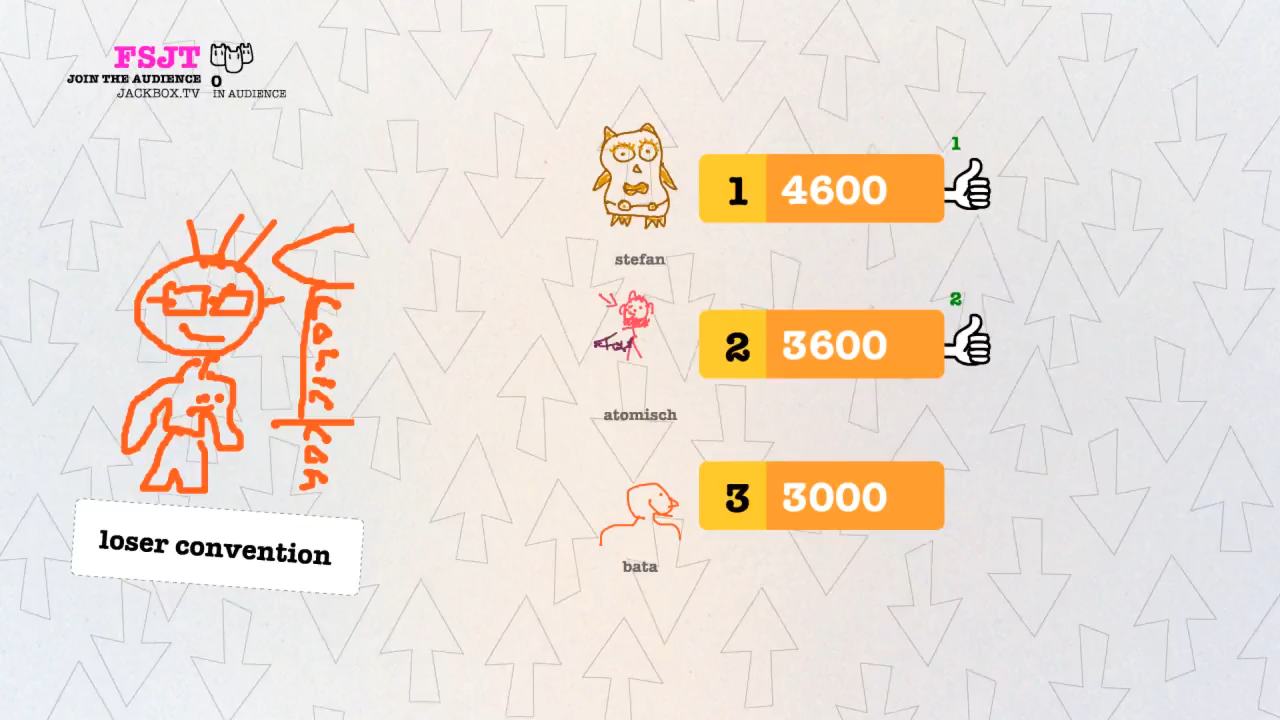 FSJT
JOIN THE AUDIENCE
JACKBOX.TV
0
IN AUDIENCE
loser convention
1 4600
1
stefan
2 3600
2
atomisch
3 3000
bata